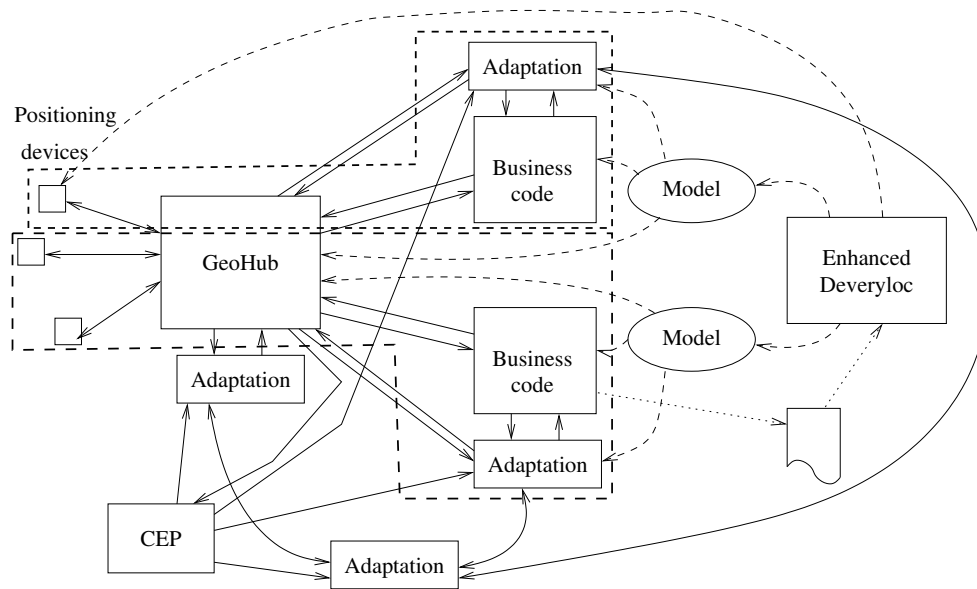 Adaptation
Positioning
devices
Business
code
Model
GeoHub
Enhanced
Deveryloc
Model
Business
code
Adaptation
Adaptation
CEP
Adaptation